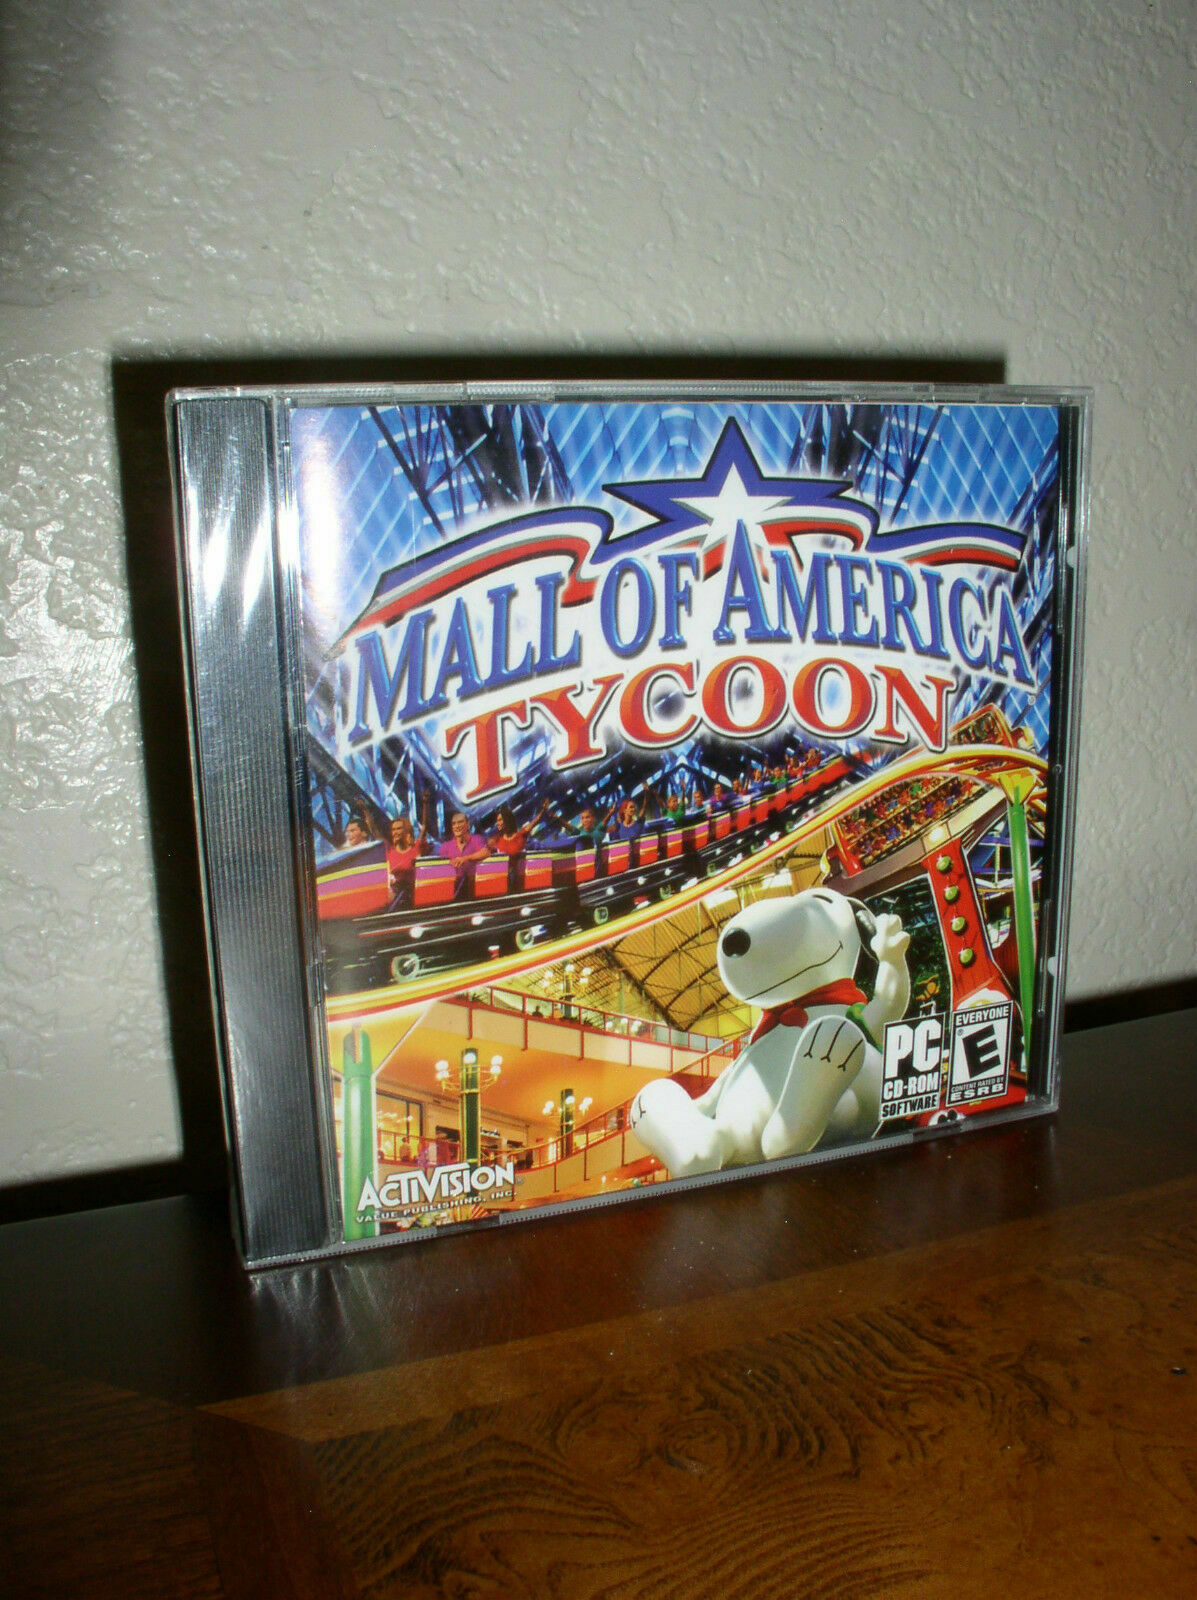 MALL OF AMERICA
TYCOON
®
PC
CD-ROM
SOFTWARE
EVERYONE
E
CONTENT RATED BY
ESRB
ACTIVISION
VALUE PUBLISHING, INC.